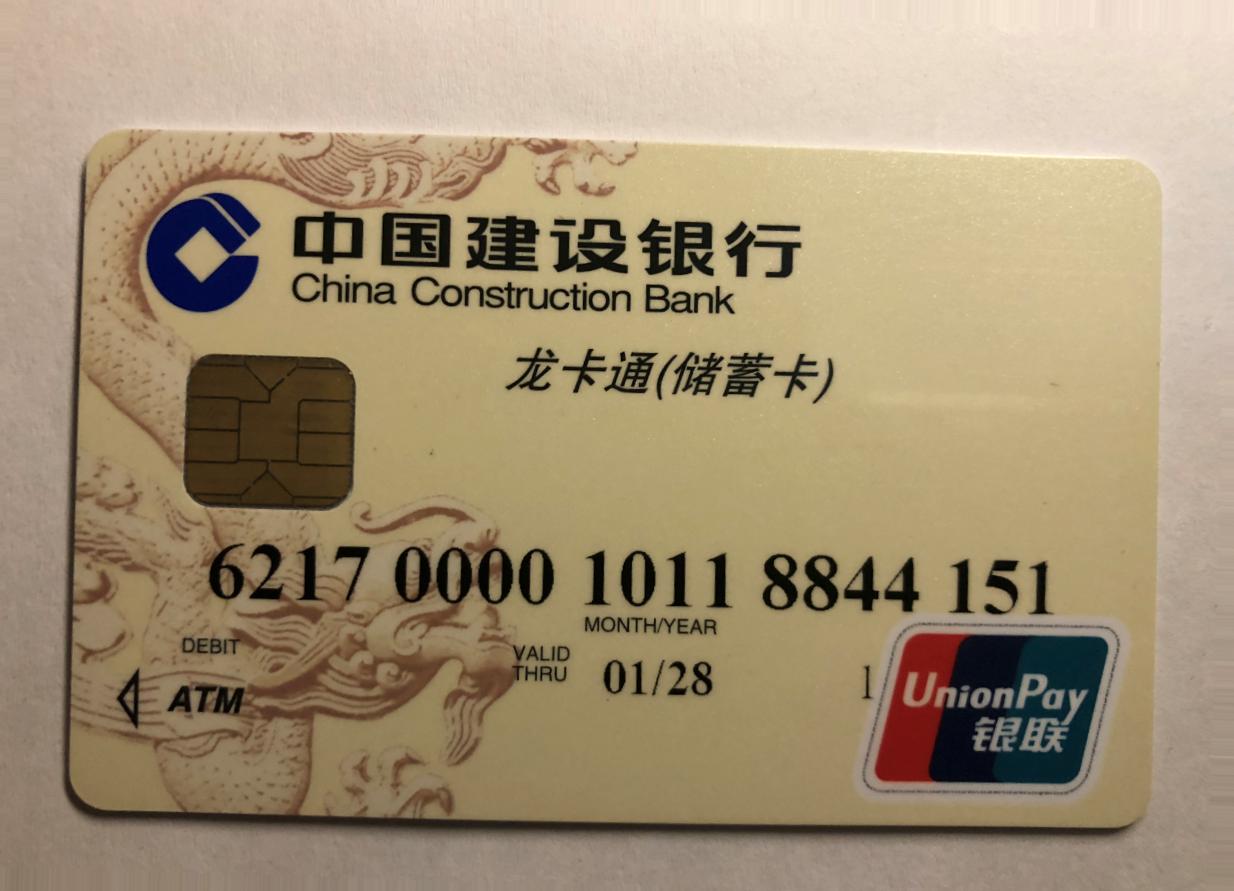 中国建设银行
China Construction Bank
龙卡通(储蓄卡)
6217 0000 1011 8844 151
MONTH/YEAR
DEBIT
VALID
THRU
01/28
1
ATM
UnionPay
银联